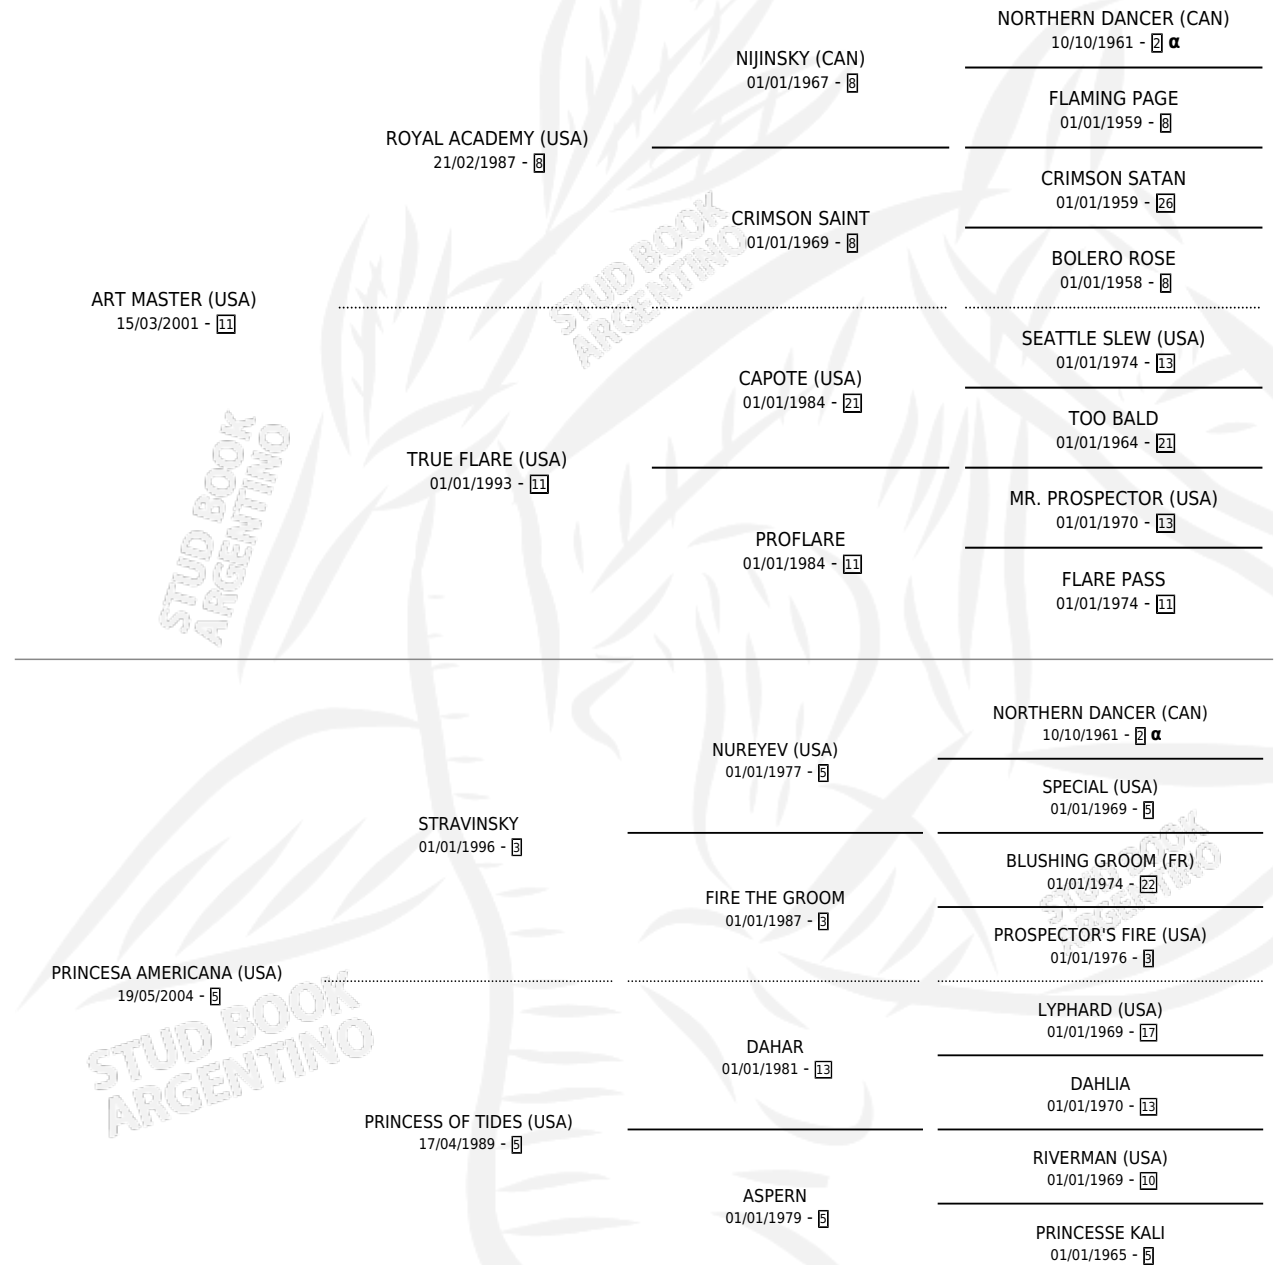 NORTHERN DANCER (CAN)
10/10/1961 - 2 α
NIJINSKY (CAN)
01/01/1967 - 8
FLAMING PAGE
01/01/1959 - 8
ROYAL ACADEMY (USA)
21/02/1987 - 8
CRIMSON SATAN
01/01/1959 - 26
CRIMSON SAINT
01/01/1969 - 8
BOLERO ROSE
01/01/1958 - 8
ART MASTER (USA)
15/03/2001 - 11
SEATTLE SLEW (USA)
01/01/1974 - 13
CAPOTE (USA)
01/01/1984 - 21
TOO BALD
01/01/1964 - 21
TRUE FLARE (USA)
01/01/1993 - 11
MR. PROSPECTOR (USA)
01/01/1970 - 13
PROFLARE
01/01/1984 - 11
FLARE PASS
01/01/1974 - 11
STUD BOOK
ARGENTINO
STUD BOOK
ARGENTINO
NORTHERN DANCER (CAN)
10/10/1961 - 2 α
NUREYEV (USA)
01/01/1977 - 5
SPECIAL (USA)
01/01/1969 - 5
STRAVINSKY
01/01/1996 - 3
BLUSHING GROOM (FR)
01/01/1974 - 22
FIRE THE GROOM
01/01/1987 - 3
PROSPECTOR'S FIRE (USA)
01/01/1976 - 3
PRINCESA AMERICANA (USA)
19/05/2004 - 5
LYPHARD (USA)
01/01/1969 - 17
DAHAR
01/01/1981 - 13
DAHLIA
01/01/1970 - 13
PRINCESS OF TIDES (USA)
17/04/1989 - 5
RIVERMAN (USA)
01/01/1969 - 10
ASPERN
01/01/1979 - 5
PRINCESSE KALI
01/01/1965 - 5
STUD BOOK
ARGENTINO
STUD BOOK
ARGENTINO